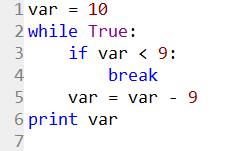 1 var = 10
2 while True:
3     if var < 9:
4         break
5     var = var - 9
6 print var
7